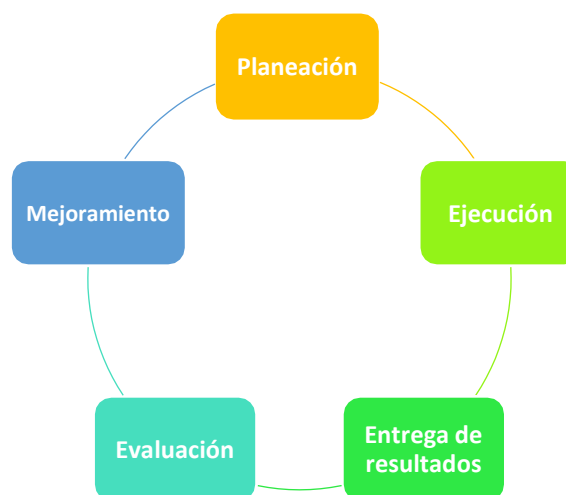 Planeación
Ejecución
Entrega de
resultados
Evaluación
Mejoramiento